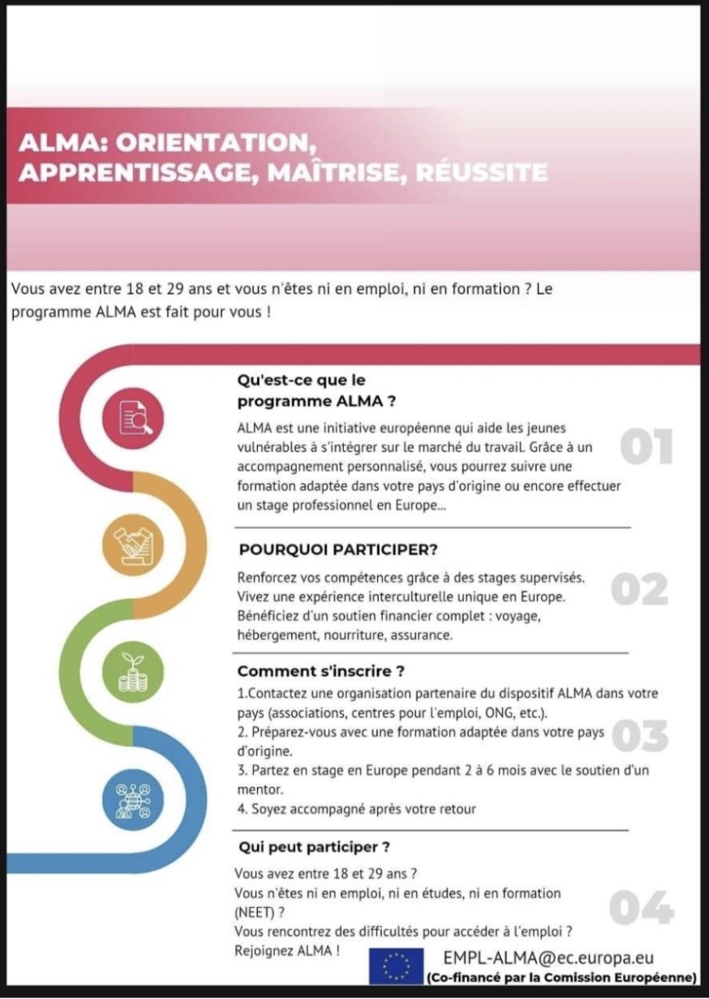 ALMA: ORIENTATION,
APPRENTISSAGE, MAÎTRISE, RÉUSSITE
Vous avez entre 18 et 29 ans et vous n'êtes ni en emploi, ni en formation ? Le
programme ALMA est fait pour vous !
Qu'est-ce que le
programme ALMA ?
ALMA est une initiative européenne qui aide les jeunes
vulnérables à s'intégrer sur le marché du travail. Grâce à un
accompagnement personnalisé, vous pourrez suivre une
formation adaptée dans votre pays d'origine ou encore effectuer
un stage professionnel en Europe...
01
POURQUOI PARTICIPER?
Renforcez vos compétences grâce à des stages supervisés.
Vivez une expérience interculturelle unique en Europe.
Bénéficiez d'un soutien financier complet : voyage,
hébergement, nourriture, assurance.
02
Comment s'inscrire ?
1.Contactez une organisation partenaire du dispositif ALMA dans votre
pays (associations, centres pour l'emploi, ONG, etc.).
2. Préparez-vous avec une formation adaptée dans votre pays
d'origine.
3. Partez en stage en Europe pendant 2 à 6 mois avec le soutien d'un
mentor.
4. Soyez accompagné après votre retour
03
Qui peut participer ?
Vous avez entre 18 et 29 ans ?
Vous n'êtes ni en emploi, ni en études, ni en formation
(NEET) ?
Vous rencontrez des difficultés pour accéder à l'emploi ?
Rejoignez ALMA !
04
EMPL-ALMA@ec.europa.eu
(Co-financé par la Comission Européenne)